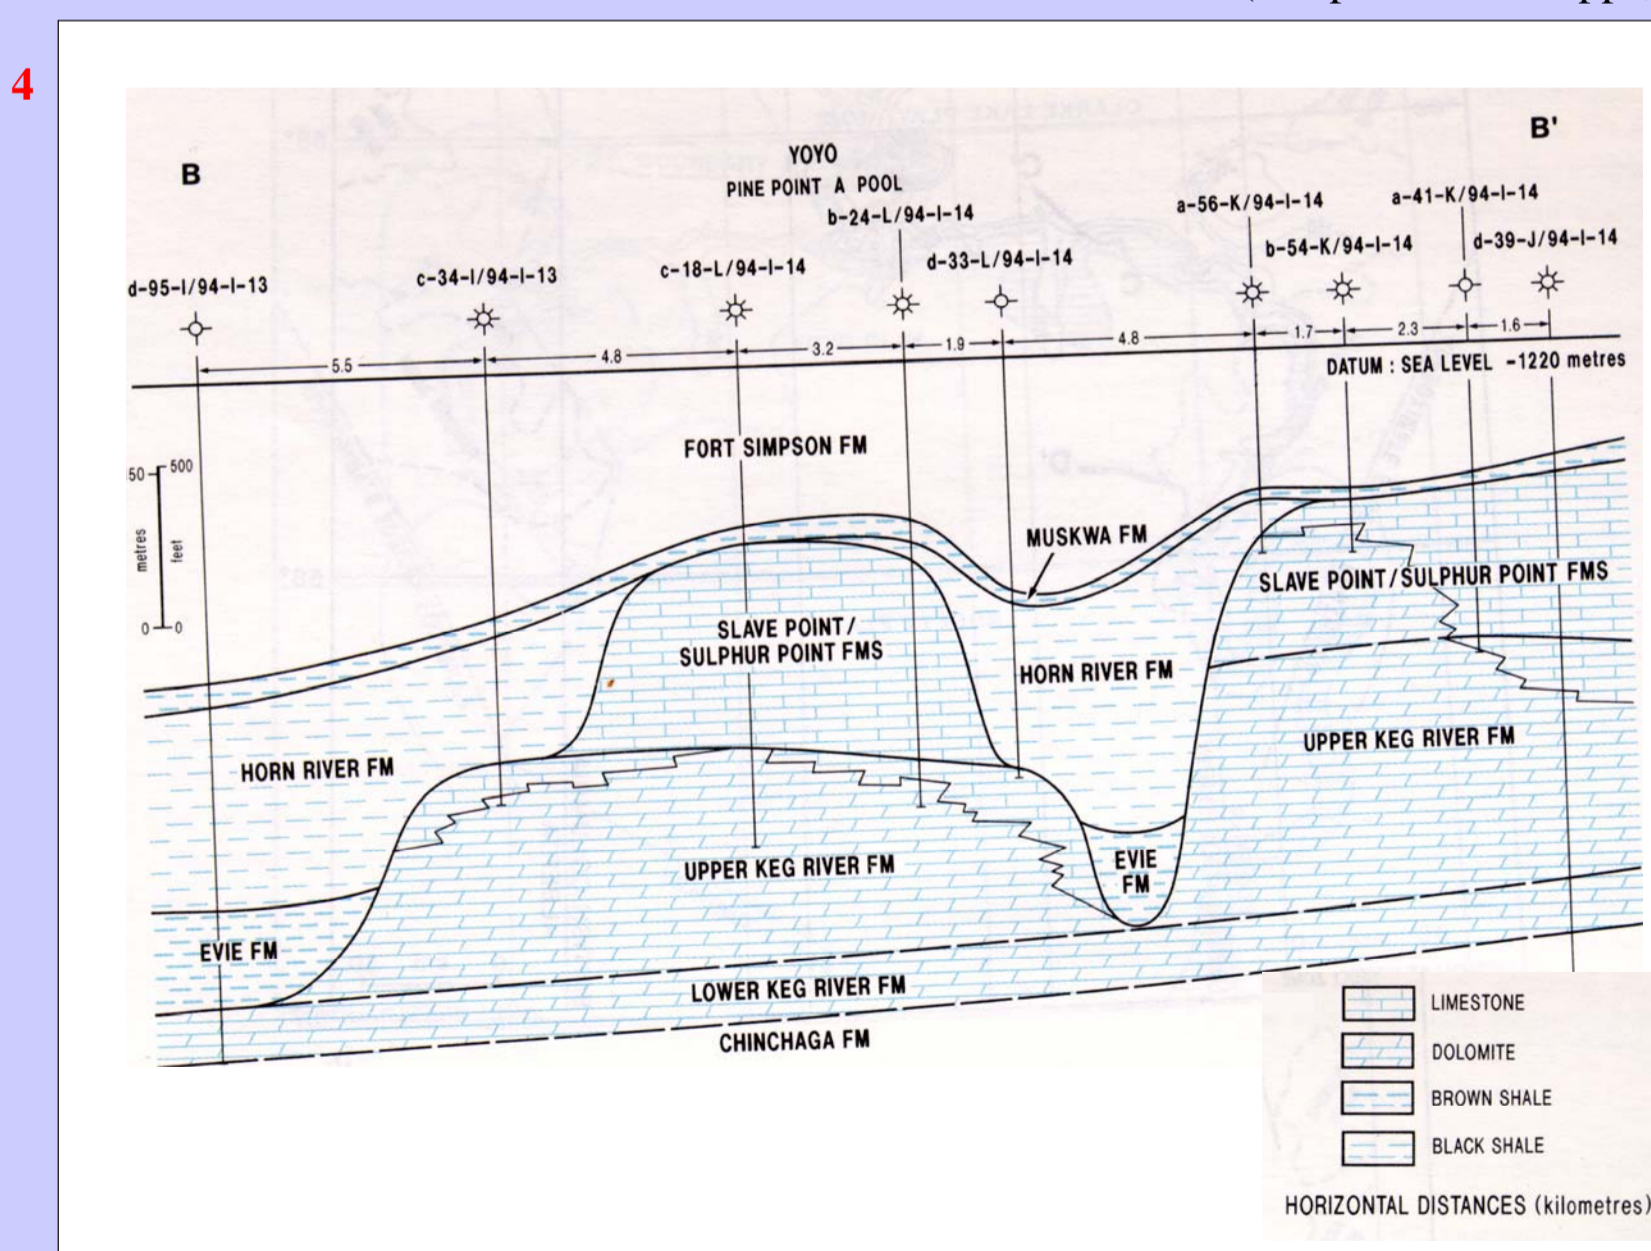 4
B
B'
YOYO
PINE POINT A POOL
b-24-L/94-I-14
a-56-K/94-I-14
a-41-K/94-I-14
d-95-I/94-I-13
c-34-I/94-I-13
c-18-L/94-I-14
d-33-L/94-I-14
b-54-K/94-I-14
d-39-J/94-I-14
5.5
4.8
3.2
1.9
4.8
1.7
2.3
1.6
DATUM : SEA LEVEL -1220 metres
FORT SIMPSON FM
50
500
metres
feet
0
0
MUSKWA FM
SLAVE POINT/SULPHUR POINT FMS
SLAVE POINT/
SULPHUR POINT FMS
HORN RIVER FM
HORN RIVER FM
UPPER KEG RIVER FM
UPPER KEG RIVER FM
EVIE
FM
EVIE FM
LOWER KEG RIVER FM
CHINCHAGA FM
LIMESTONE
DOLOMITE
BROWN SHALE
BLACK SHALE
HORIZONTAL DISTANCES (kilometres)